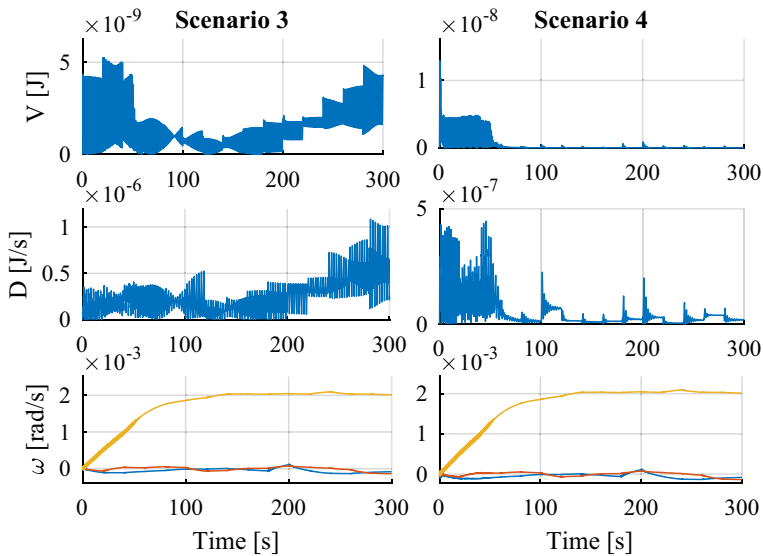 Scenario 3
Scenario 4
×10^-9
×10^-8
V [J]
5
0
1
0
0 100 200 300
0 100 200 300
×10^-6
×10^-7
D [J/s]
1
0.5
0
5
0
0 100 200 300
0 100 200 300
×10^-3
×10^-3
ω [rad/s]
2
1
0
2
1
0
0 100 200 300
0 100 200 300
Time [s]
Time [s]